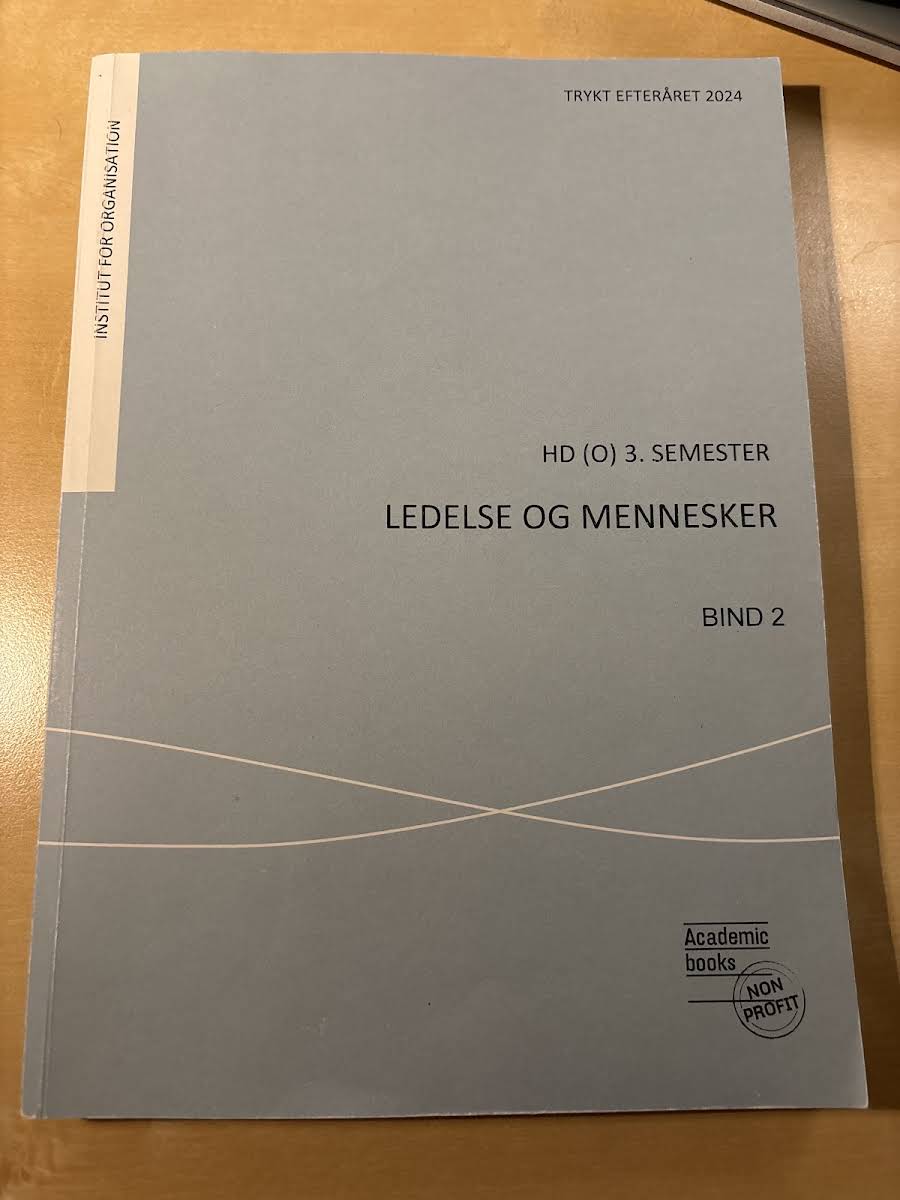 TRYKT EFTERÅRET 2024
INSTITUT FOR ORGANISATION
HD (O) 3. SEMESTER
LEDELSE OG MENNESKER
BIND 2
Academic
books
NON
PROFIT